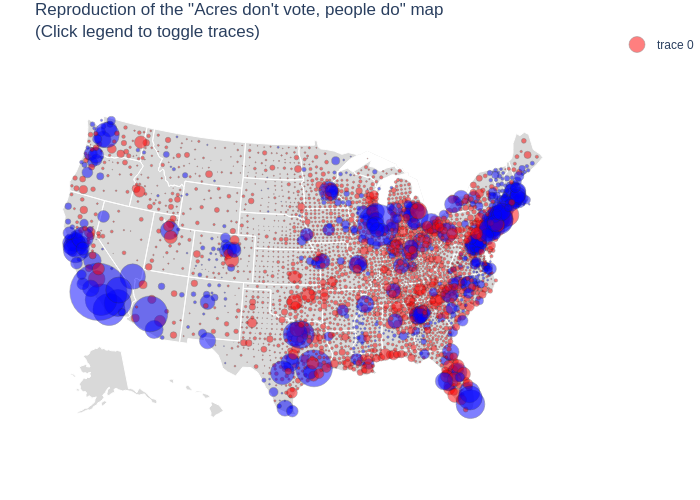 Reproduction of the "Acres don't vote, people do" map
(Click legend to toggle traces)
trace 0